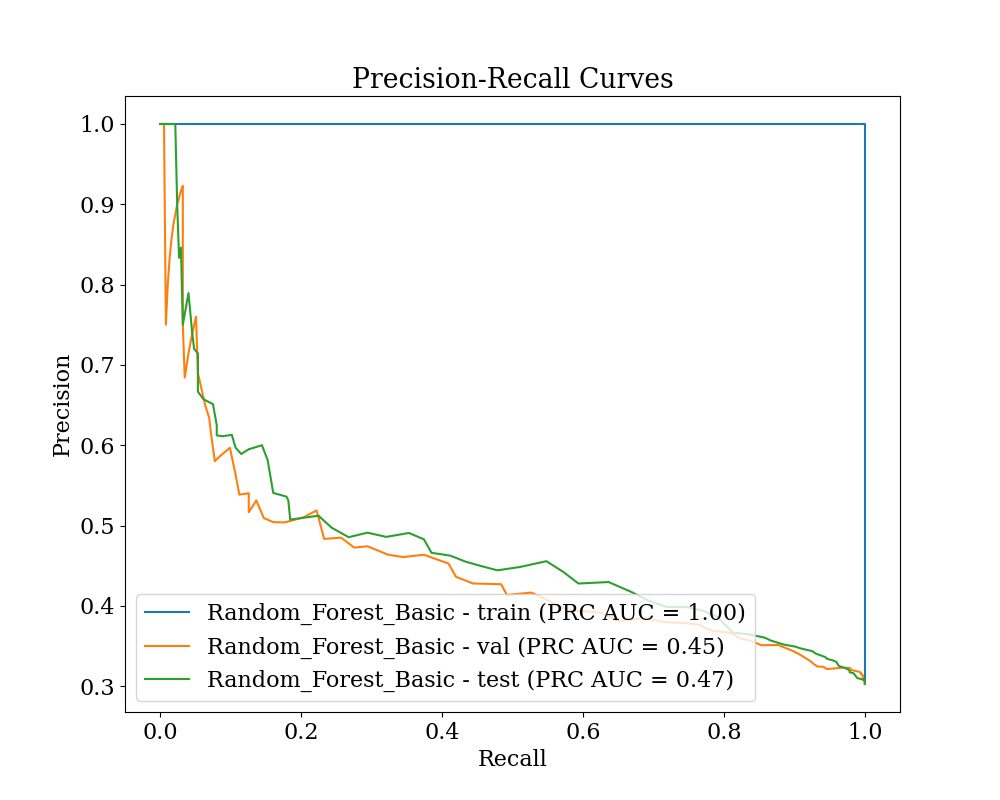 Precision-Recall Curves
1.0
0.9
0.8
0.7
0.6
0.5
0.4
0.3
Precision
Random_Forest_Basic - train (PRC AUC = 1.00)
Random_Forest_Basic - val (PRC AUC = 0.45)
Random_Forest_Basic - test (PRC AUC = 0.47)
0.0 0.2 0.4 0.6 0.8 1.0
Recall